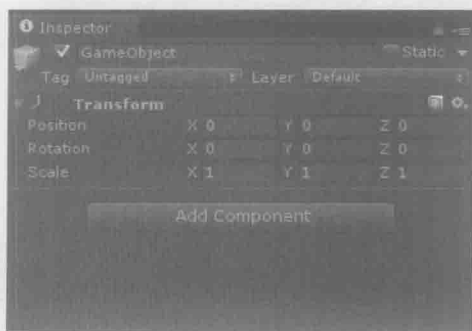 Inspector
GameObject Static
Tag Untagged Layer Default
Transform
Position X 0 Y 0 Z 0
Rotation X 0 Y 0 Z 0
Scale X 1 Y 1 Z 1
Add Component